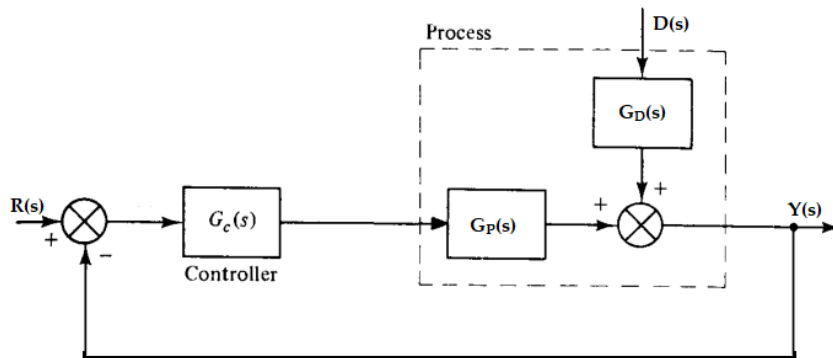 D(s)
Process
G_D(s)
R(s)
+
−
G_c(s)
Controller
G_P(s)
+
+
Y(s)